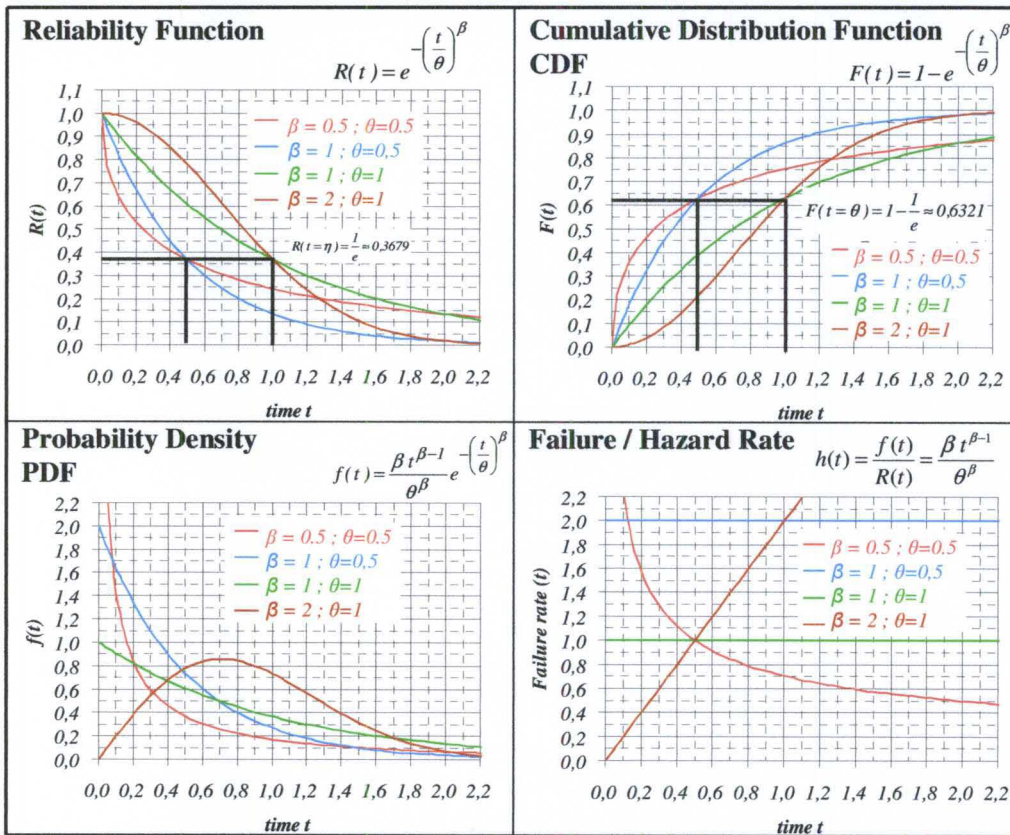 Reliability Function
R(t) = e^{-(t/θ)^β}
R(t)
1,1
1,0
0,9
0,8
0,7
0,6
0,5
0,4
0,3
0,2
0,1
0,0
β = 0.5 ; θ=0.5
β = 1 ; θ=0,5
β = 1 ; θ=1
β = 2 ; θ=1
R(t=η)=1/e≈0,3679
0,0 0,2 0,4 0,6 0,8 1,0 1,2 1,4 1,6 1,8 2,0 2,2
time t
Cumulative Distribution Function
CDF
F(t) = 1-e^{-(t/θ)^β}
F(t)
1,1
1,0
0,9
0,8
0,7
0,6
0,5
0,4
0,3
0,2
0,1
0,0
F(t=θ)=1-1/e≈0,6321
β = 0.5 ; θ=0.5
β = 1 ; θ=0,5
β = 1 ; θ=1
β = 2 ; θ=1
0,0 0,2 0,4 0,6 0,8 1,0 1,2 1,4 1,6 1,8 2,0 2,2
time t
Probability Density
PDF
f(t) = β t^{β-1}/θ^β e^{-(t/θ)^β}
f(t)
2,2
2,0
1,8
1,6
1,4
1,2
1,0
0,8
0,6
0,4
0,2
0,0
β = 0.5 ; θ=0.5
β = 1 ; θ=0,5
β = 1 ; θ=1
β = 2 ; θ=1
0,0 0,2 0,4 0,6 0,8 1,0 1,2 1,4 1,6 1,8 2,0 2,2
time t
Failure / Hazard Rate
h(t) = f(t)/R(t) = β t^{β-1}/θ^β
Failure rate (t)
2,2
2,0
1,8
1,6
1,4
1,2
1,0
0,8
0,6
0,4
0,2
0,0
β = 0.5 ; θ=0.5
β = 1 ; θ=0,5
β = 1 ; θ=1
β = 2 ; θ=1
0,0 0,2 0,4 0,6 0,8 1,0 1,2 1,4 1,6 1,8 2,0 2,2
time t